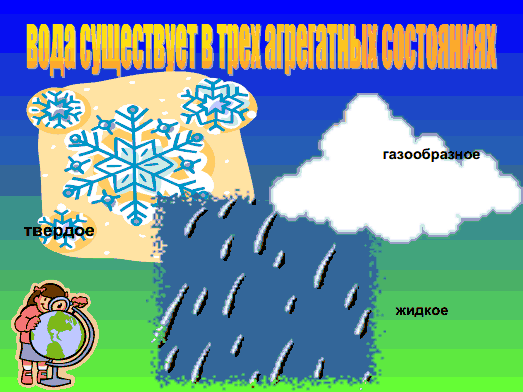 вода существует в трех агрегатных состояниях
газообразное
твердое
жидкое